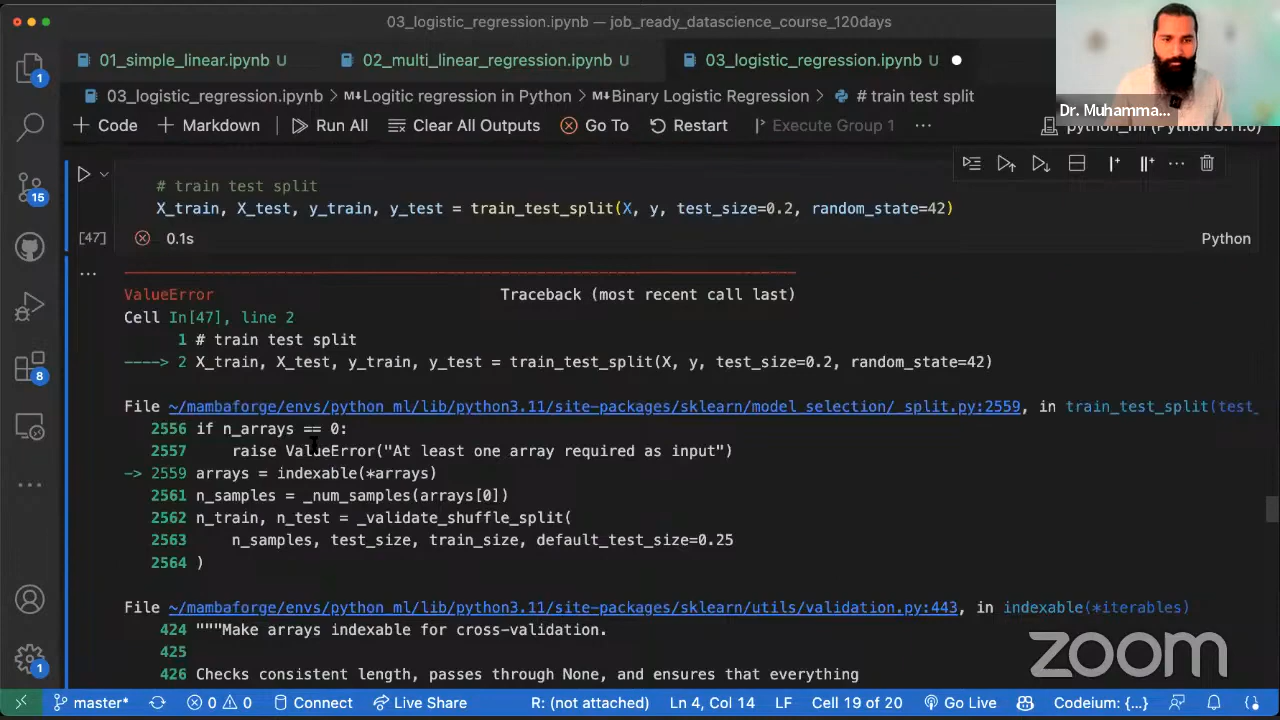 03_logistic_regression.ipynb — job_ready_datascience_course_120days
01_simple_linear.ipynb U 02_multi_linear_regression.ipynb U 03_logistic_regression.ipynb U
03_logistic_regression.ipynb > M↓Logitic regression in Python > M↓Binary Logistic Regression > # train test split
Dr. Muhamma...
+ Code + Markdown Run All Clear All Outputs Go To Restart Execute Group 1 ...
# train test split
X_train, X_test, y_train, y_test = train_test_split(X, y, test_size=0.2, random_state=42)
[47] 0.1s Python
ValueError Traceback (most recent call last)
Cell In[47], line 2
1 # train test split
----> 2 X_train, X_test, y_train, y_test = train_test_split(X, y, test_size=0.2, random_state=42)
File ~/mambaforge/envs/python_ml/lib/python3.11/site-packages/sklearn/model_selection/_split.py:2559, in train_test_split(test_
2556 if n_arrays == 0:
2557 raise ValueError("At least one array required as input")
-> 2559 arrays = indexable(*arrays)
2561 n_samples = _num_samples(arrays[0])
2562 n_train, n_test = _validate_shuffle_split(
2563 n_samples, test_size, train_size, default_test_size=0.25
2564 )
File ~/mambaforge/envs/python_ml/lib/python3.11/site-packages/sklearn/utils/validation.py:443, in indexable(*iterables)
424 """Make arrays indexable for cross-validation.
425
426 Checks consistent length, passes through None, and ensures that everything
zoom
1
15
8
1
master* 0 0 Connect Live Share R: (not attached) Ln 4, Col 14 LF Cell 19 of 20 Go Live Codeium: {...}